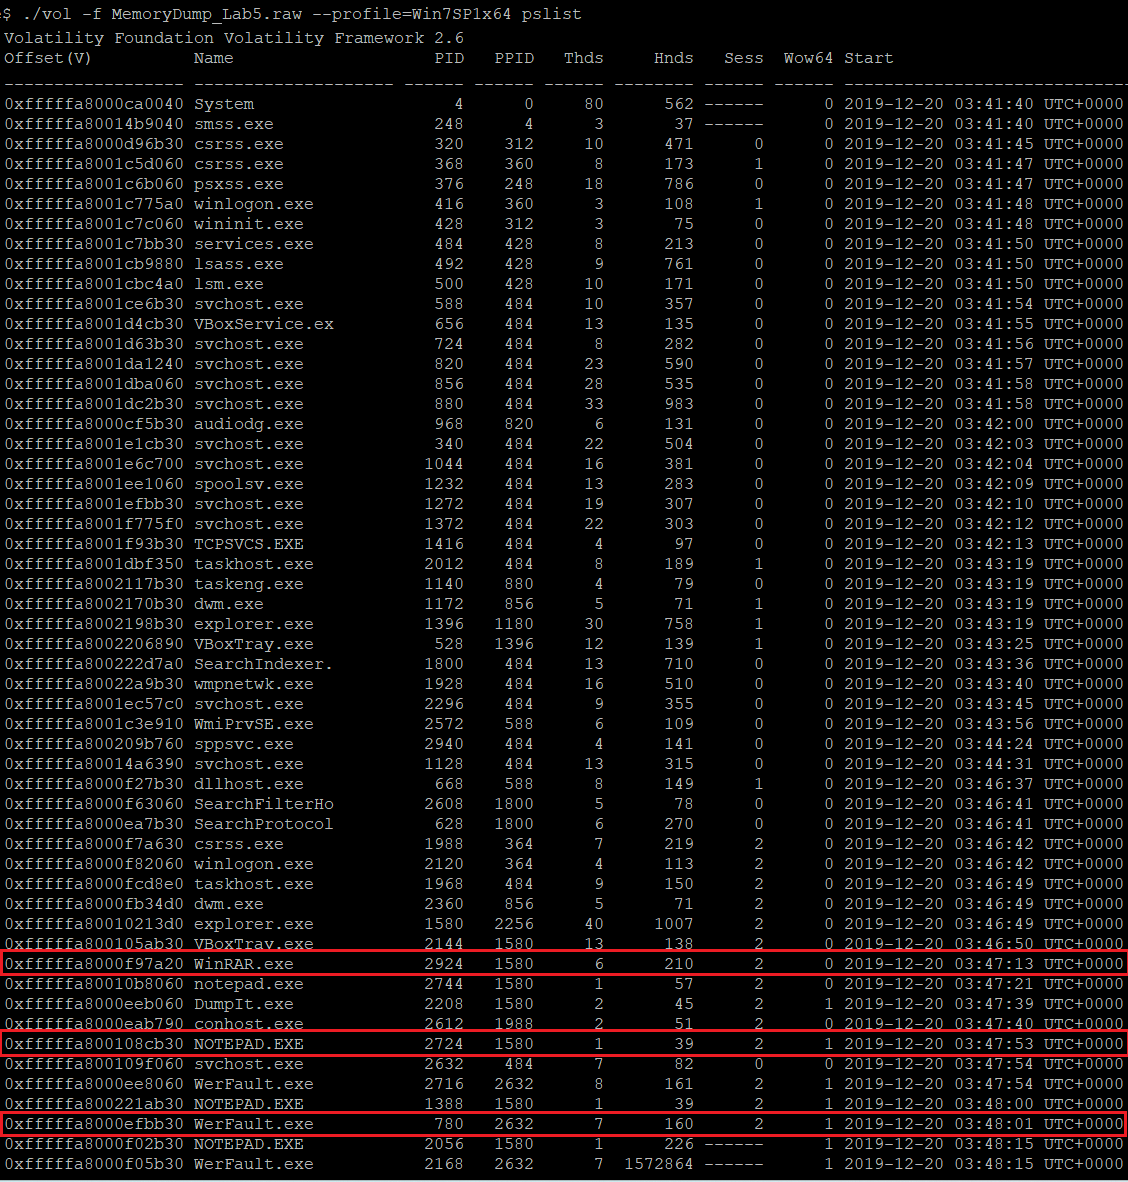 $ ./vol -f MemoryDump_Lab5.raw --profile=Win7SP1x64 pslist
Volatility Foundation Volatility Framework 2.6
Offset(V) Name PID PPID Thds Hnds Sess Wow64 Start
------------------ -------------------- ------ ------ ------ -------- ------ ------ ------------------------------
0xfffffa8000ca0040 System 4 0 80 562 ------ 0 2019-12-20 03:41:40 UTC+0000
0xfffffa80014b9040 smss.exe 248 4 3 37 ------ 0 2019-12-20 03:41:40 UTC+0000
0xfffffa8000d96b30 csrss.exe 320 312 10 471 0 0 2019-12-20 03:41:45 UTC+0000
0xfffffa8001c5d060 csrss.exe 368 360 8 173 1 0 2019-12-20 03:41:47 UTC+0000
0xfffffa8001c6b060 psxss.exe 376 248 18 786 0 0 2019-12-20 03:41:47 UTC+0000
0xfffffa8001c775a0 winlogon.exe 416 360 3 108 1 0 2019-12-20 03:41:48 UTC+0000
0xfffffa8001c7c060 wininit.exe 428 312 3 75 0 0 2019-12-20 03:41:48 UTC+0000
0xfffffa8001c7bb30 services.exe 484 428 8 213 0 0 2019-12-20 03:41:50 UTC+0000
0xfffffa8001cb9880 lsass.exe 492 428 9 761 0 0 2019-12-20 03:41:50 UTC+0000
0xfffffa8001cbc4a0 lsm.exe 500 428 10 171 0 0 2019-12-20 03:41:50 UTC+0000
0xfffffa8001ce6b30 svchost.exe 588 484 10 357 0 0 2019-12-20 03:41:54 UTC+0000
0xfffffa8001d4cb30 VBoxService.ex 656 484 13 135 0 0 2019-12-20 03:41:55 UTC+0000
0xfffffa8001d63b30 svchost.exe 724 484 8 282 0 0 2019-12-20 03:41:56 UTC+0000
0xfffffa8001da1240 svchost.exe 820 484 23 590 0 0 2019-12-20 03:41:57 UTC+0000
0xfffffa8001dba060 svchost.exe 856 484 28 535 0 0 2019-12-20 03:41:58 UTC+0000
0xfffffa8001dc2b30 svchost.exe 880 484 33 983 0 0 2019-12-20 03:41:58 UTC+0000
0xfffffa8000cf5b30 audiodg.exe 968 820 6 131 0 0 2019-12-20 03:42:00 UTC+0000
0xfffffa8001e1cb30 svchost.exe 340 484 22 504 0 0 2019-12-20 03:42:03 UTC+0000
0xfffffa8001e6c700 svchost.exe 1044 484 16 381 0 0 2019-12-20 03:42:04 UTC+0000
0xfffffa8001ee1060 spoolsv.exe 1232 484 13 283 0 0 2019-12-20 03:42:09 UTC+0000
0xfffffa8001efbb30 svchost.exe 1272 484 19 307 0 0 2019-12-20 03:42:10 UTC+0000
0xfffffa8001f775f0 svchost.exe 1372 484 22 303 0 0 2019-12-20 03:42:12 UTC+0000
0xfffffa8001f93b30 TCPSVCS.EXE 1416 484 4 97 0 0 2019-12-20 03:42:13 UTC+0000
0xfffffa8001dbf350 taskhost.exe 2012 484 8 189 1 0 2019-12-20 03:43:19 UTC+0000
0xfffffa8002117b30 taskeng.exe 1140 880 4 79 0 0 2019-12-20 03:43:19 UTC+0000
0xfffffa8002170b30 dwm.exe 1172 856 5 71 1 0 2019-12-20 03:43:19 UTC+0000
0xfffffa8002198b30 explorer.exe 1396 1180 30 758 1 0 2019-12-20 03:43:19 UTC+0000
0xfffffa8002206890 VBoxTray.exe 528 1396 12 139 1 0 2019-12-20 03:43:25 UTC+0000
0xfffffa800222d7a0 SearchIndexer. 1800 484 13 710 0 0 2019-12-20 03:43:36 UTC+0000
0xfffffa80022a9b30 wmpnetwk.exe 1928 484 16 510 0 0 2019-12-20 03:43:40 UTC+0000
0xfffffa8001ec57c0 svchost.exe 2296 484 9 355 0 0 2019-12-20 03:43:45 UTC+0000
0xfffffa8001c3e910 WmiPrvSE.exe 2572 588 6 109 0 0 2019-12-20 03:43:56 UTC+0000
0xfffffa800209b760 sppsvc.exe 2940 484 4 141 0 0 2019-12-20 03:44:24 UTC+0000
0xfffffa80014a6390 svchost.exe 1128 484 13 315 0 0 2019-12-20 03:44:31 UTC+0000
0xfffffa8000f27b30 dllhost.exe 668 588 8 149 1 0 2019-12-20 03:46:37 UTC+0000
0xfffffa8000f63060 SearchFilterHo 2608 1800 5 78 0 0 2019-12-20 03:46:41 UTC+0000
0xfffffa8000ea7b30 SearchProtocol 628 1800 6 270 0 0 2019-12-20 03:46:41 UTC+0000
0xfffffa8000f7a630 csrss.exe 1988 364 7 219 2 0 2019-12-20 03:46:42 UTC+0000
0xfffffa8000f82060 winlogon.exe 2120 364 4 113 2 0 2019-12-20 03:46:42 UTC+0000
0xfffffa8000fcd8e0 taskhost.exe 1968 484 9 150 2 0 2019-12-20 03:46:49 UTC+0000
0xfffffa8000fb34d0 dwm.exe 2360 856 5 71 2 0 2019-12-20 03:46:49 UTC+0000
0xfffffa80010213d0 explorer.exe 1580 2256 40 1007 2 0 2019-12-20 03:46:49 UTC+0000
0xfffffa800105ab30 VBoxTray.exe 2144 1580 13 138 2 0 2019-12-20 03:46:50 UTC+0000
0xfffffa8000f97a20 WinRAR.exe 2924 1580 6 210 2 0 2019-12-20 03:47:13 UTC+0000
0xfffffa80010b8060 notepad.exe 2744 1580 1 57 2 0 2019-12-20 03:47:21 UTC+0000
0xfffffa8000eeb060 DumpIt.exe 2208 1580 2 45 2 1 2019-12-20 03:47:39 UTC+0000
0xfffffa8000eab790 conhost.exe 2612 1988 2 51 2 0 2019-12-20 03:47:40 UTC+0000
0xfffffa800108cb30 NOTEPAD.EXE 2724 1580 1 39 2 1 2019-12-20 03:47:53 UTC+0000
0xfffffa800109f060 svchost.exe 2632 484 7 82 0 0 2019-12-20 03:47:54 UTC+0000
0xfffffa8000ee8060 WerFault.exe 2716 2632 8 161 2 1 2019-12-20 03:47:54 UTC+0000
0xfffffa800221ab30 NOTEPAD.EXE 1388 1580 1 39 2 1 2019-12-20 03:48:00 UTC+0000
0xfffffa8000efbb30 WerFault.exe 780 2632 7 160 2 1 2019-12-20 03:48:01 UTC+0000
0xfffffa8000f02b30 NOTEPAD.EXE 2056 1580 1 226 ------ 1 2019-12-20 03:48:15 UTC+0000
0xfffffa8000f05b30 WerFault.exe 2168 2632 7 1572864 ------ 1 2019-12-20 03:48:15 UTC+0000